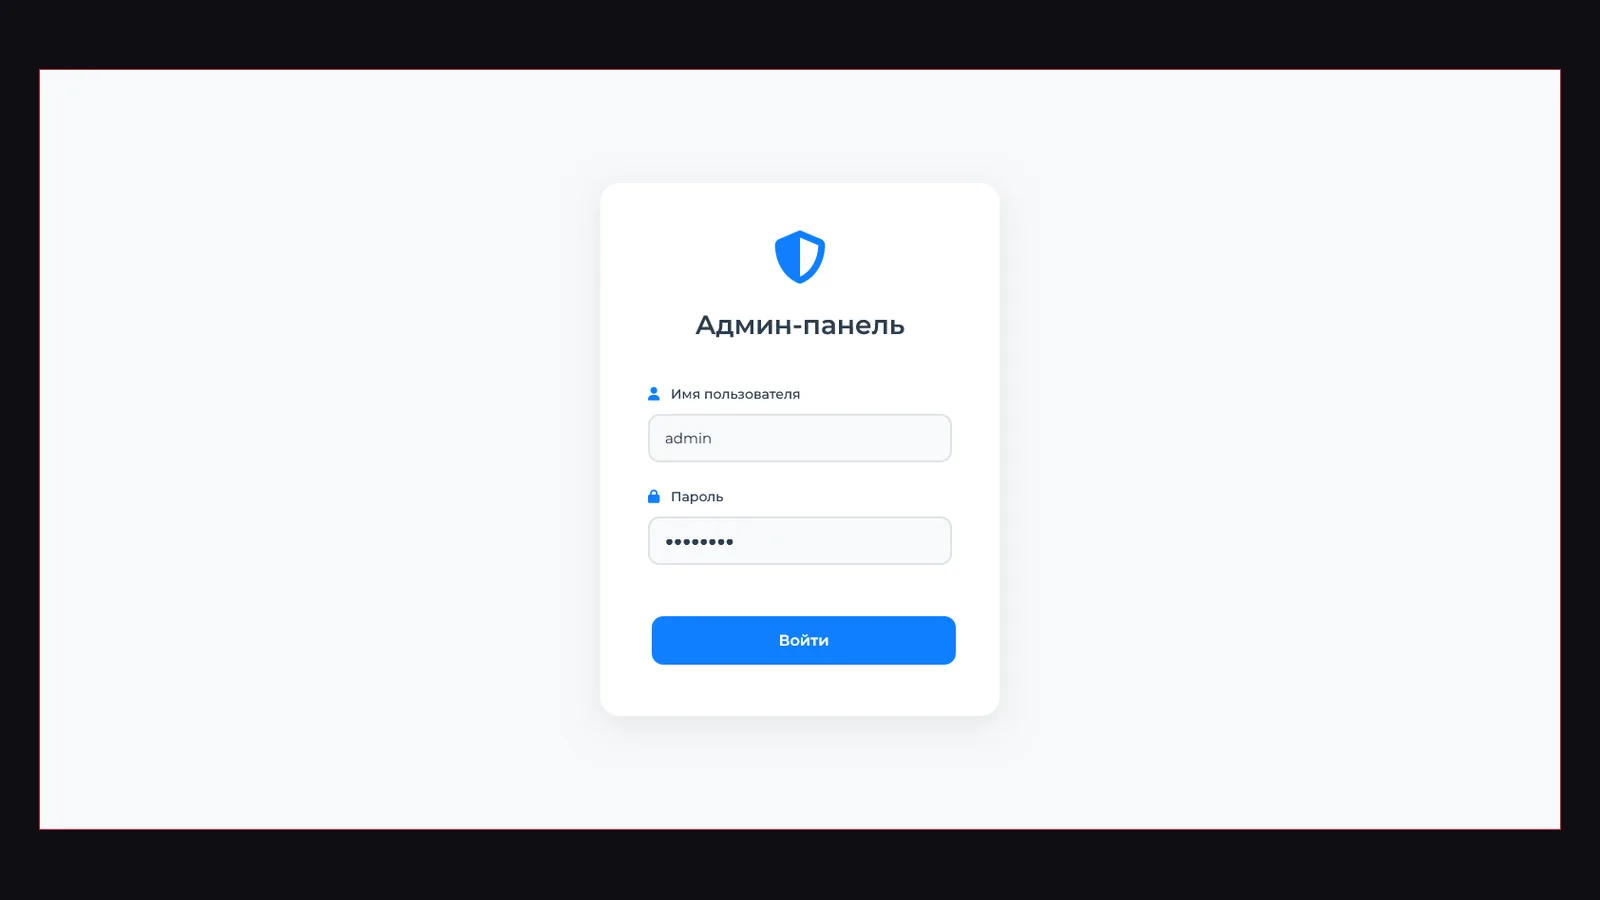 Админ-панель
Имя пользователя
admin
Пароль
••••••••
Войти